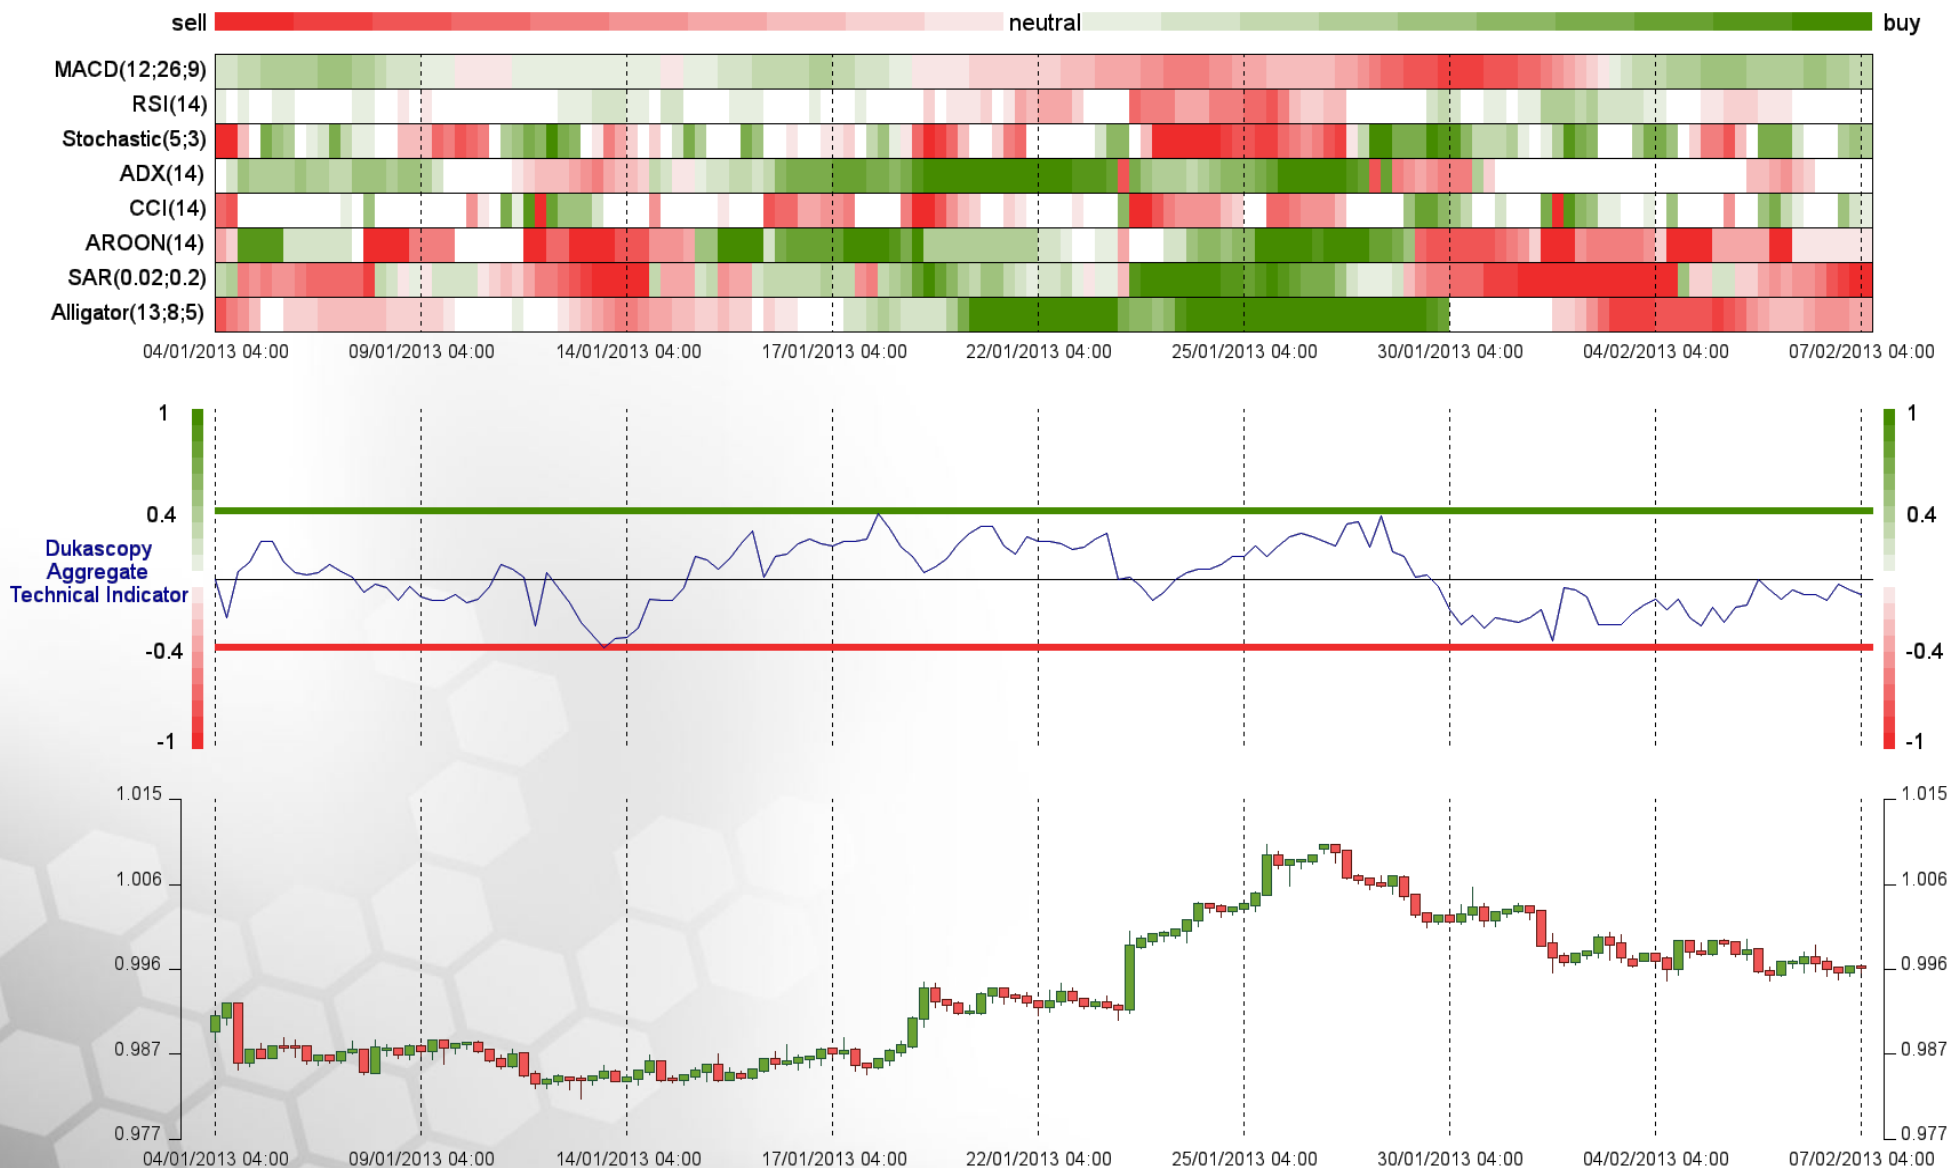 sell neutral buy
MACD(12;26;9)
RSI(14)
Stochastic(5;3)
ADX(14)
CCI(14)
AROON(14)
SAR(0.02;0.2)
Alligator(13;8;5)
04/01/2013 04:00 09/01/2013 04:00 14/01/2013 04:00 17/01/2013 04:00 22/01/2013 04:00 25/01/2013 04:00 30/01/2013 04:00 04/02/2013 04:00 07/02/2013 04:00
1 1
0.4 0.4
Dukascopy
Aggregate
Technical Indicator
-0.4 -0.4
-1 -1
1.015 1.015
1.006 1.006
0.996 0.996
0.987 0.987
0.977 0.977
04/01/2013 04:00 09/01/2013 04:00 14/01/2013 04:00 17/01/2013 04:00 22/01/2013 04:00 25/01/2013 04:00 30/01/2013 04:00 04/02/2013 04:00 07/02/2013 04:00